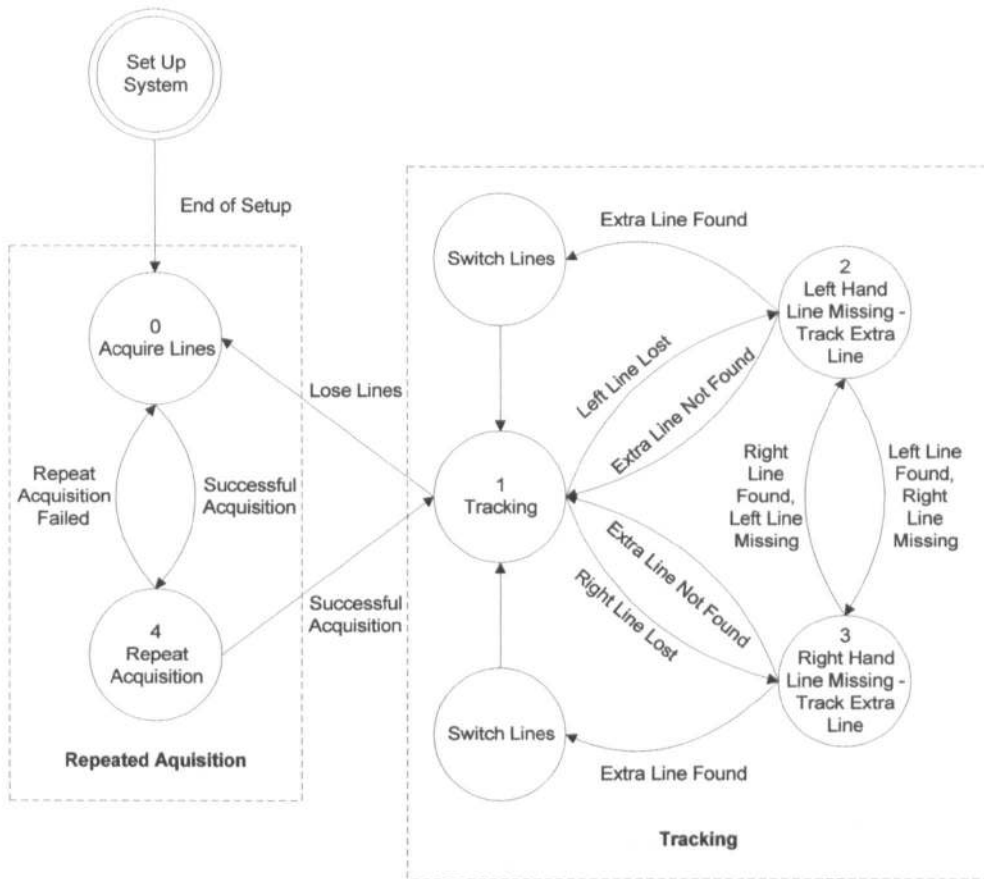 Set Up
System
End of Setup
0
Acquire Lines
Repeat
Acquisition
Failed
Successful
Acquisition
4
Repeat
Acquisition
Repeated Aquisition
Lose Lines
Successful
Acquisition
Switch Lines
Extra Line Found
2
Left Hand
Line Missing -
Track Extra
Line
Left Line Lost
Extra Line Not Found
1
Tracking
Right
Line
Found,
Left Line
Missing
Left Line
Found,
Right
Line
Missing
Extra Line Not Found
Right Line Lost
3
Right Hand
Line Missing -
Track Extra
Line
Switch Lines
Extra Line Found
Tracking